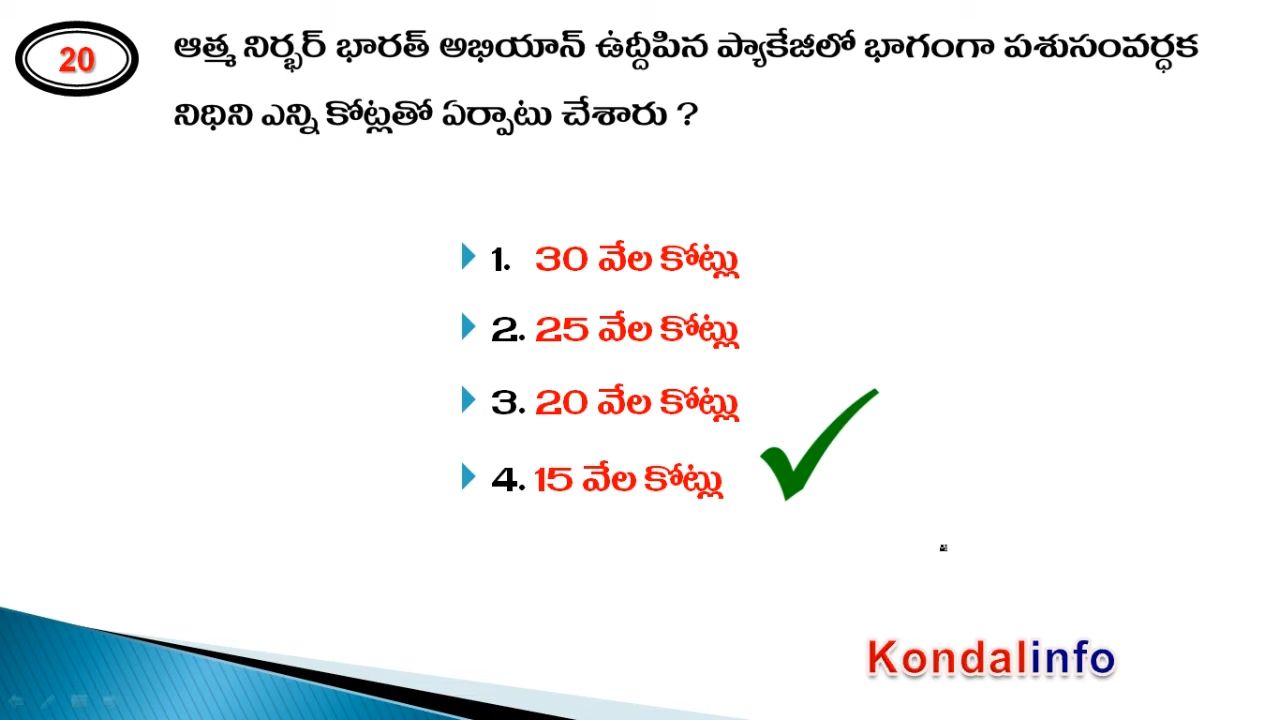 20
ఆత్మ నిర్భర్ భారత్ అభియాన్ ఉద్దీపిన ప్యాకేజీలో భాగంగా పశుసంవర్ధక
నిధిని ఎన్ని కోట్లతో ఏర్పాటు చేశారు ?
1. 30 వేల కోట్లు
2. 25 వేల కోట్లు
3. 20 వేల కోట్లు
4. 15 వేల కోట్లు
Kondalinfo